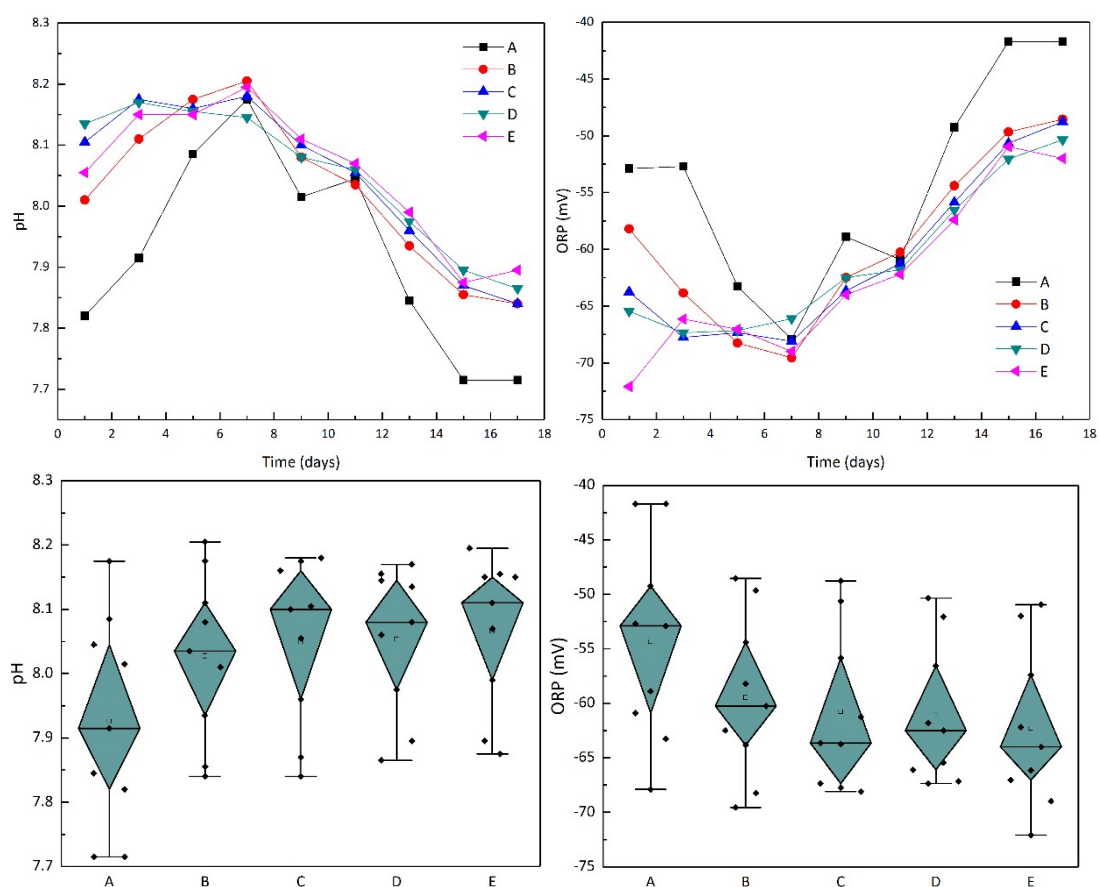 8.3
8.2
8.1
8.0
7.9
7.8
7.7
pH
0 2 4 6 8 10 12 14 16 18
Time (days)
A
B
C
D
E
-40
-45
-50
-55
-60
-65
-70
-75
ORP (mV)
0 2 4 6 8 10 12 14 16 18
Time (days)
A
B
C
D
E
8.3
8.2
8.1
8.0
7.9
7.8
7.7
pH
A B C D E
-40
-45
-50
-55
-60
-65
-70
-75
ORP (mV)
A B C D E